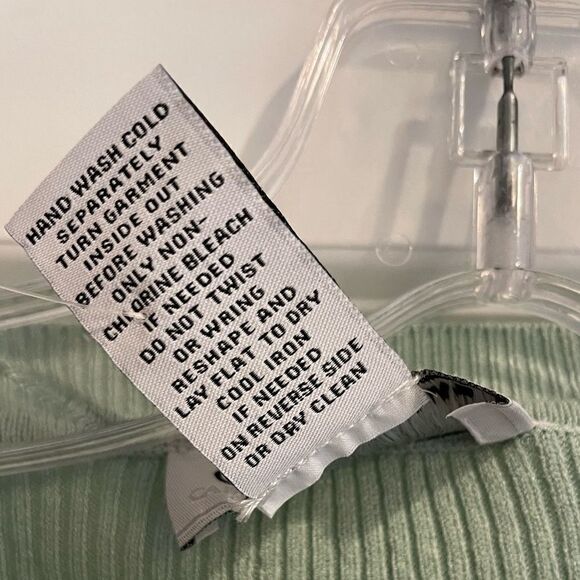 HAND WASH COLD
SEPARATELY
TURN GARMENT
INSIDE OUT
BEFORE WASHING
ONLY NON-
CHLORINE BLEACH
IF NEEDED
DO NOT TWIST
OR WRING
RESHAPE AND
LAY FLAT TO DRY
COOL IRON
IF NEEDED
ON REVERSE SIDE
OR DRY CLEAN